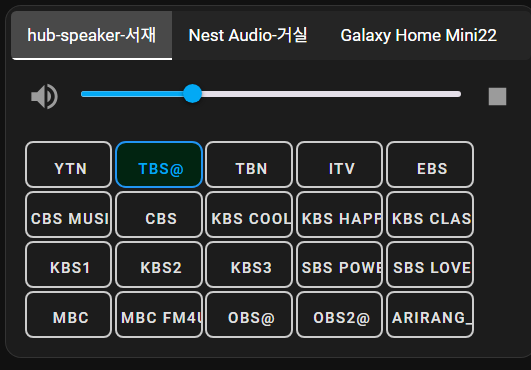 hub-speaker-서재 Nest Audio-거실 Galaxy Home Mini22
YTN TBS@ TBN ITV EBS
CBS MUSI CBS KBS COOL KBS HAPP KBS CLAS
KBS1 KBS2 KBS3 SBS POWE SBS LOVE
MBC MBC FM4U OBS@ OBS2@ ARIRANG_